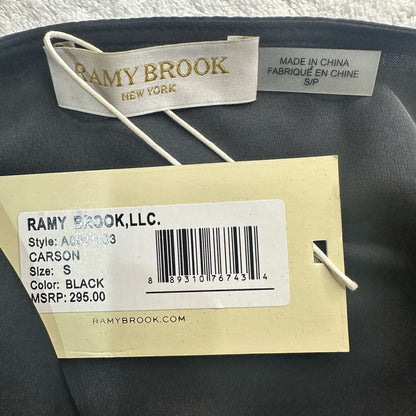 RAMY BROOK
NEW YORK
MADE IN CHINA
FABRIQUÉ EN CHINE
S/P
RAMY BROOK,LLC.
Style:
CARSON
Size: S
Color: BLACK
MSRP: 295.00
8 89310 76743 4
RAMYBROOK.COM